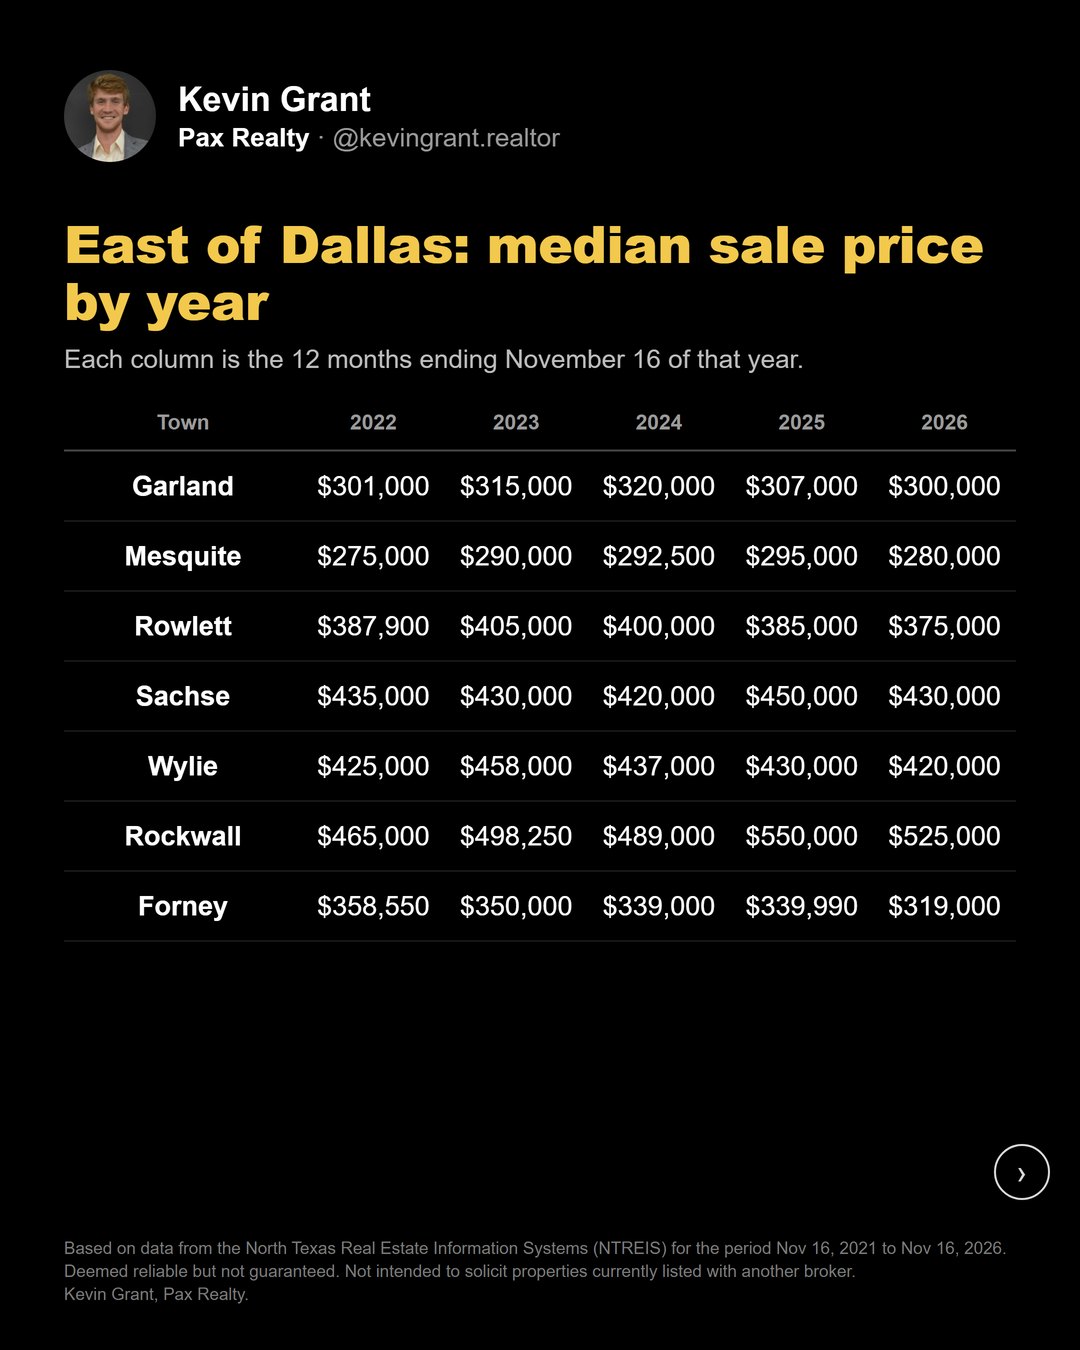 Kevin Grant
Pax Realty · @kevingrant.realtor
East of Dallas: median sale price
by year
Each column is the 12 months ending November 16 of that year.
Town 2022 2023 2024 2025 2026
Garland $301,000 $315,000 $320,000 $307,000 $300,000
Mesquite $275,000 $290,000 $292,500 $295,000 $280,000
Rowlett $387,900 $405,000 $400,000 $385,000 $375,000
Sachse $435,000 $430,000 $420,000 $450,000 $430,000
Wylie $425,000 $458,000 $437,000 $430,000 $420,000
Rockwall $465,000 $498,250 $489,000 $550,000 $525,000
Forney $358,550 $350,000 $339,000 $339,990 $319,000
›
Based on data from the North Texas Real Estate Information Systems (NTREIS) for the period Nov 16, 2021 to Nov 16, 2026.
Deemed reliable but not guaranteed. Not intended to solicit properties currently listed with another broker.
Kevin Grant, Pax Realty.